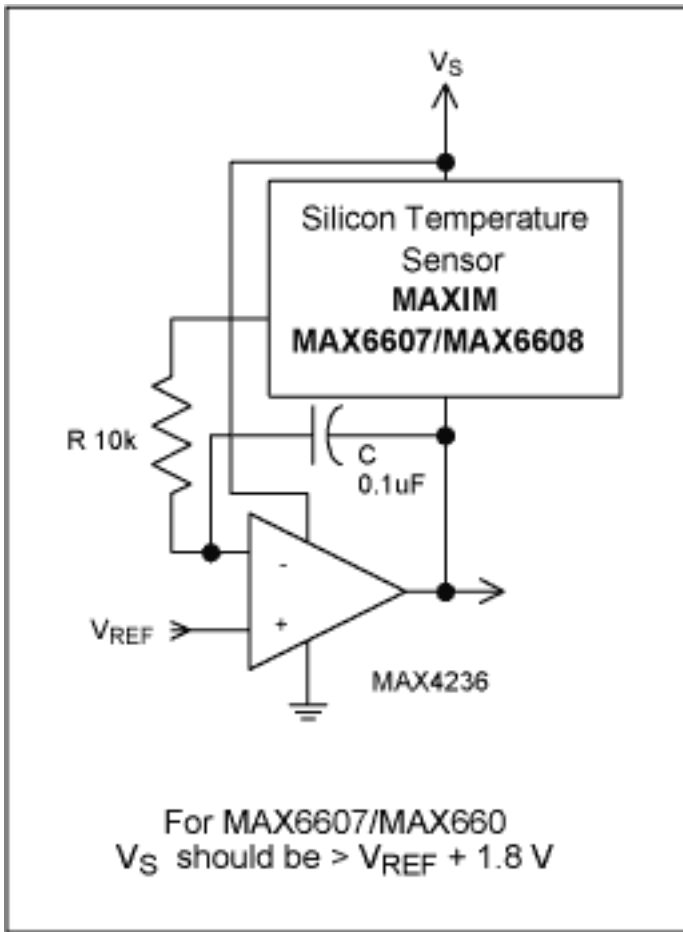 VS
Silicon Temperature
Sensor
MAXIM
MAX6607/MAX6608
R 10k
C
0.1uF
-
VREF
+
MAX4236
For MAX6607/MAX660
VS should be > VREF + 1.8 V